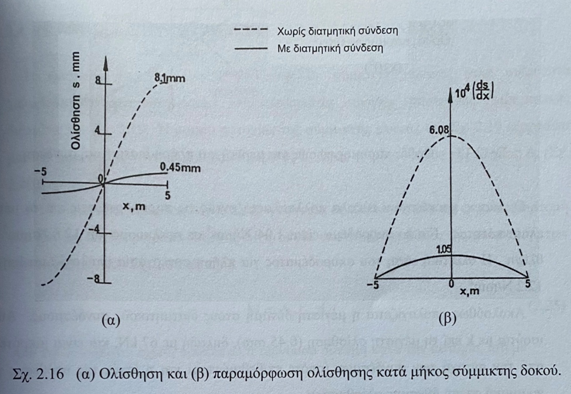 Χωρίς διατμητική σύνδεση
Με διατμητική σύνδεση
Ολίσθηση s . mm
8
8.1mm
4
-5
0
0.45mm
5
x,m
-4
-8
(α)
10⁴(ds/dx)
6.08
1.05
-5
0
5
x,m
(β)
Σχ. 2.16 (α) Ολίσθηση και (β) παραμόρφωση ολίσθησης κατά μήκος σύμμικτης δοκού.